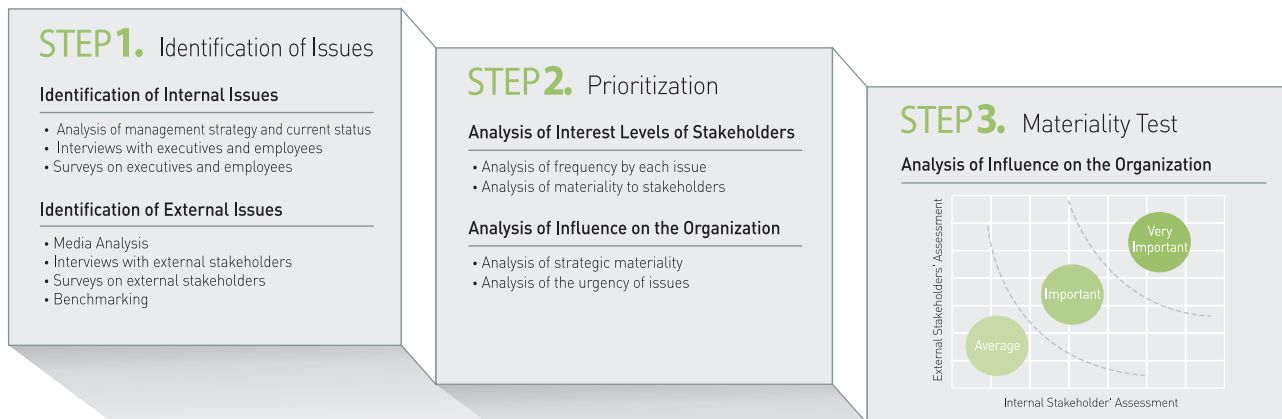 STEP 1. Identification of Issues
Identification of Internal Issues
• Analysis of management strategy and current status
• Interviews with executives and employees
• Surveys on executives and employees
Identification of External Issues
• Media Analysis
• Interviews with external stakeholders
• Surveys on external stakeholders
• Benchmarking
STEP 2. Prioritization
Analysis of Interest Levels of Stakeholders
• Analysis of frequency by each issue
• Analysis of materiality to stakeholders
Analysis of Influence on the Organization
• Analysis of strategic materiality
• Analysis of the urgency of issues
STEP 3. Materiality Test
Analysis of Influence on the Organization
External Stakeholders' Assessment
Very
Important
Important
Average
Internal Stakeholder' Assessment